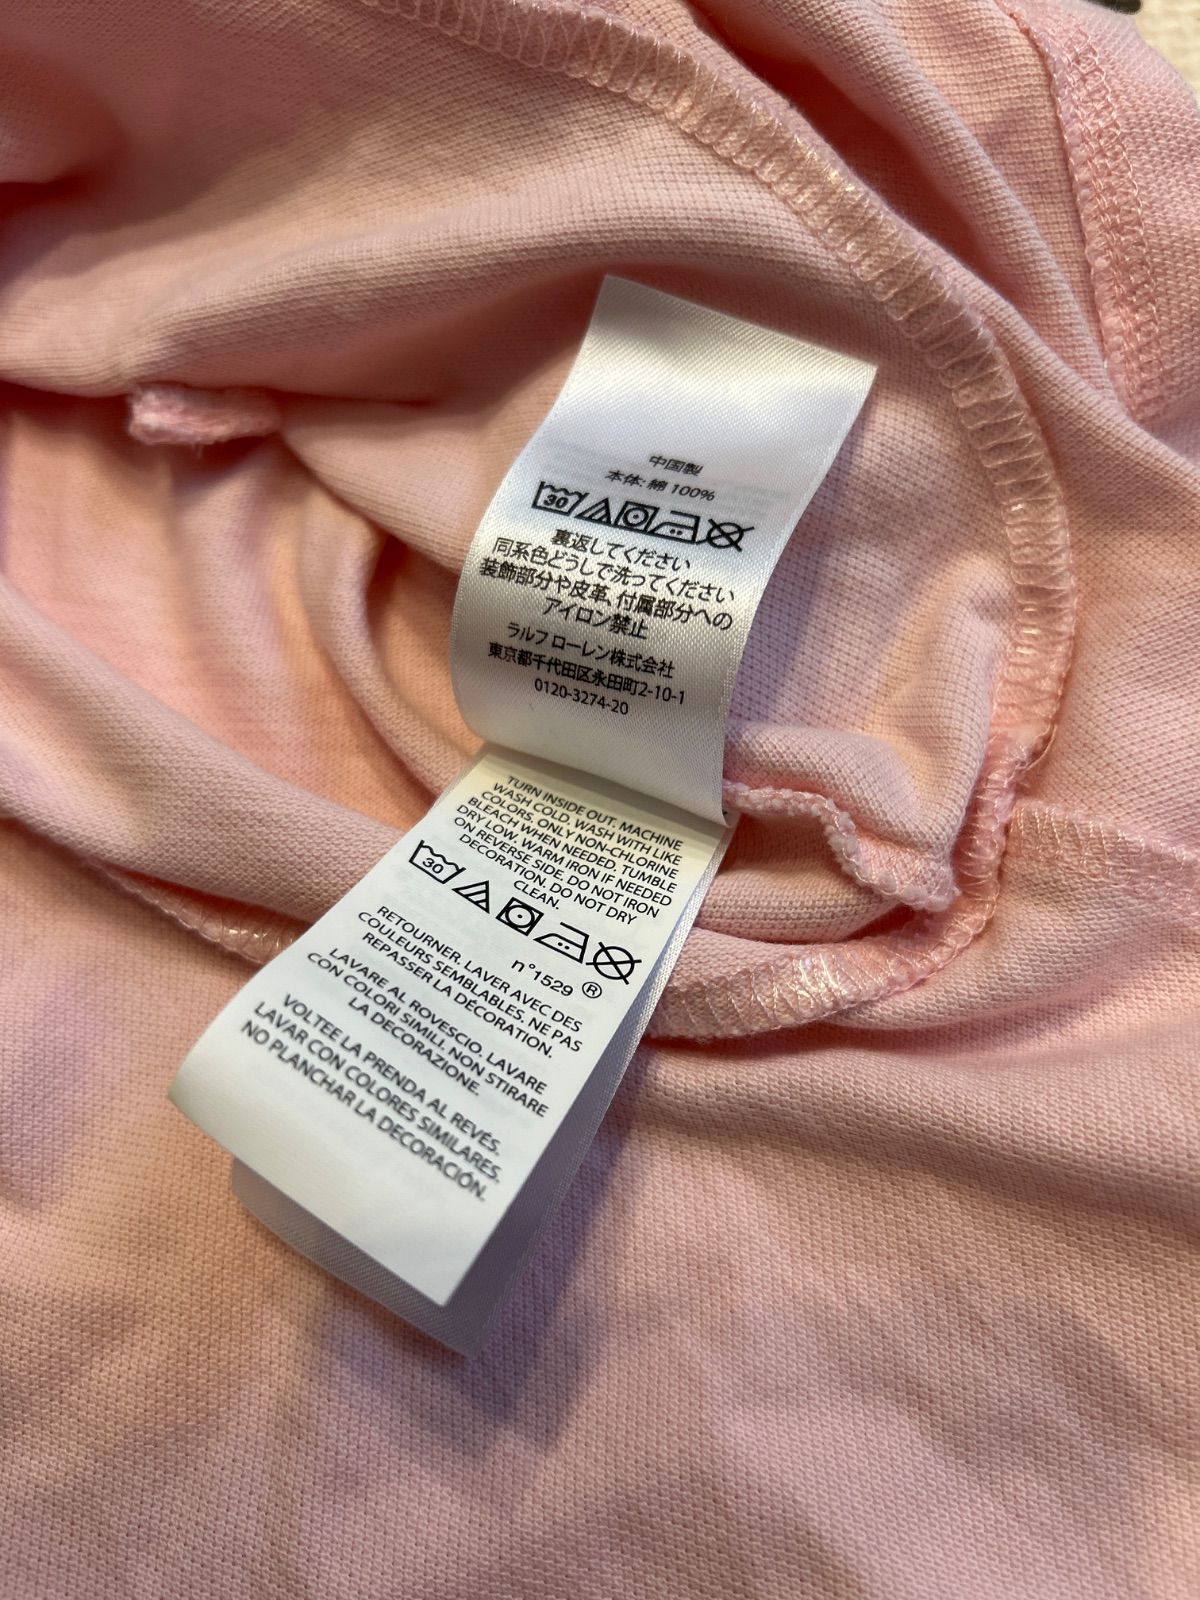 中国製
本体: 綿 100%
30
裏返してください
同系色どうしで洗ってください
装飾部分や皮革, 付属部分への
アイロン禁止
ラルフ ローレン株式会社
東京都千代田区永田町2-10-1
0120-3274-20
TURN INSIDE OUT. MACHINE
WASH COLD. WASH WITH LIKE
COLORS. ONLY NON-CHLORINE
BLEACH WHEN NEEDED. TUMBLE
DRY LOW. WARM IRON IF NEEDED
ON REVERSE SIDE. DO NOT IRON
DECORATION. DO NOT DRY
CLEAN.
30
n°1529 ®
RETOURNER. LAVER AVEC DES
COULEURS SEMBLABLES. NE PAS
REPASSER LA DÉCORATION.
LAVARE AL ROVESCIO. LAVARE
CON COLORI SIMILI. NON STIRARE
LA DECORAZIONE.
VOLTEE LA PRENDA AL REVÉS.
LAVAR CON COLORES SIMILARES.
NO PLANCHAR LA DECORACIÓN.